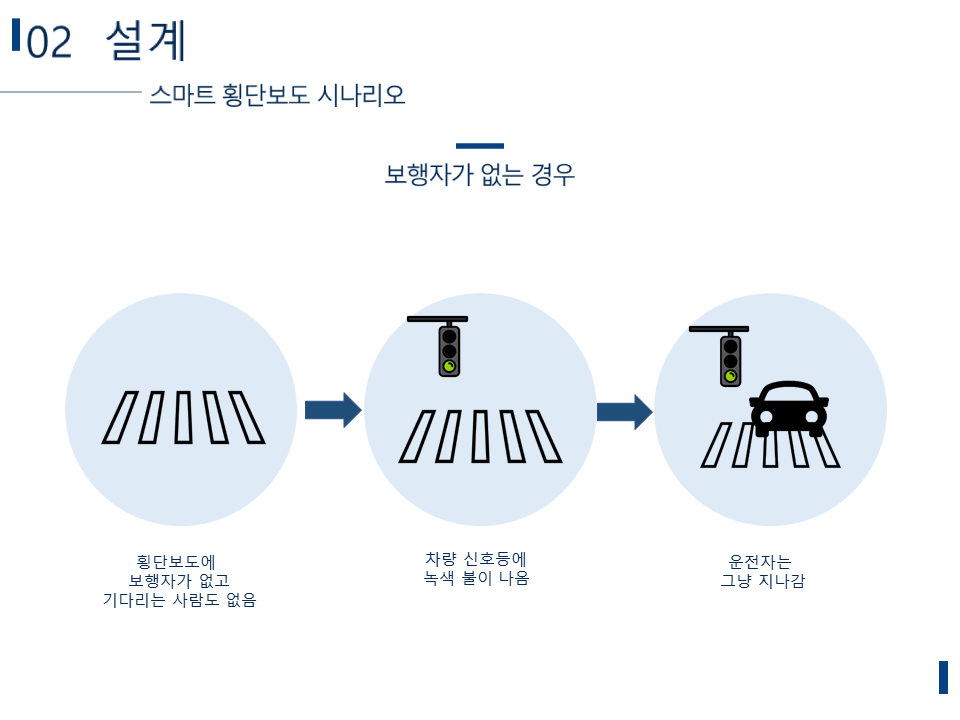 02 설계
스마트 횡단보도 시나리오
보행자가 없는 경우
횡단보도에
보행자가 없고
기다리는 사람도 없음
차량 신호등에
녹색 불이 나옴
운전자는
그냥 지나감